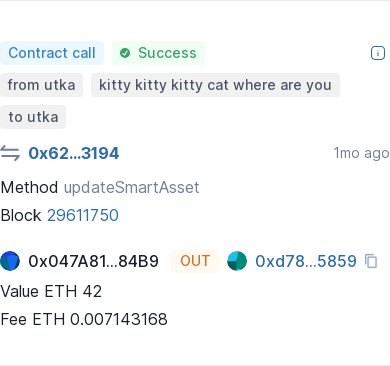 Contract call Success
from utka kitty kitty kitty cat where are you
to utka
0x62...3194 1mo ago
Method updateSmartAsset
Block 29611750
0x047A81...84B9 OUT 0xd78...5859
Value ETH 42
Fee ETH 0.007143168